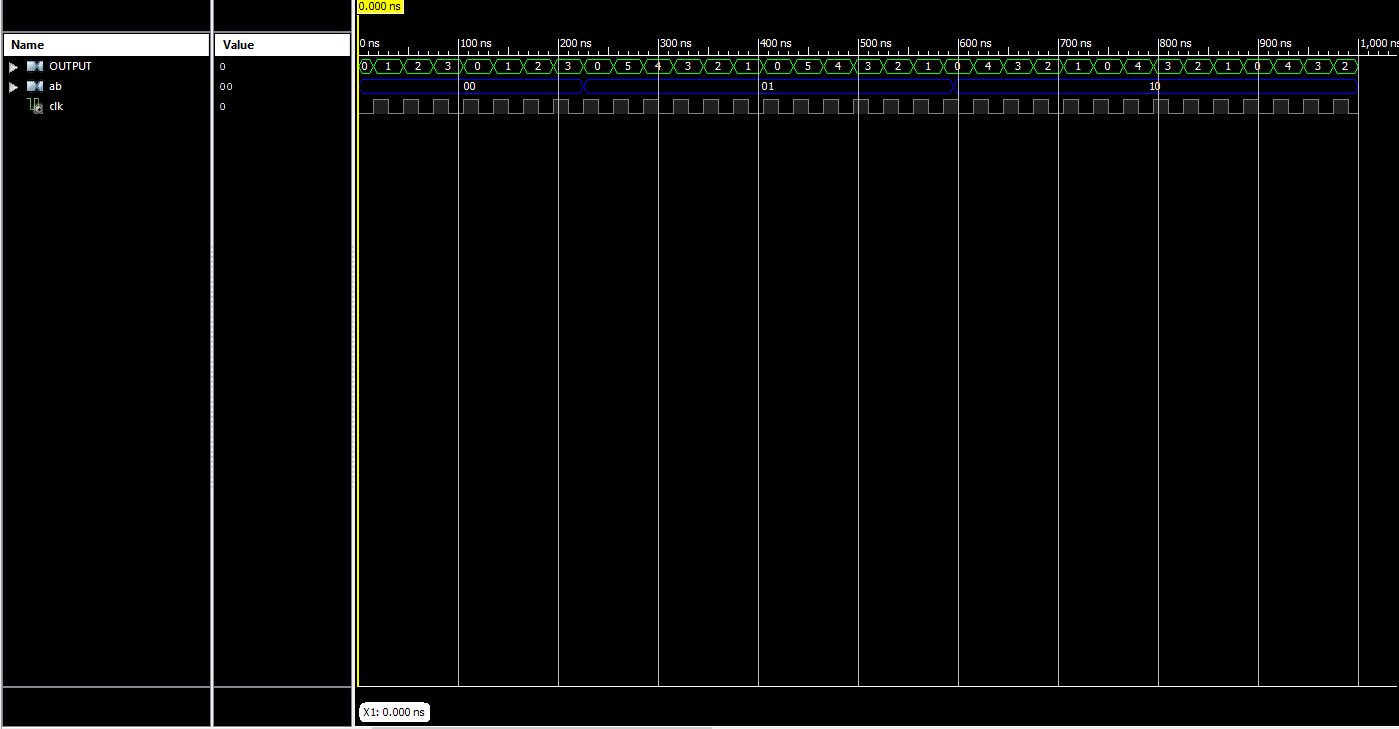 0.000 ns
Name Value 0 ns 100 ns 200 ns 300 ns 400 ns 500 ns 600 ns 700 ns 800 ns 900 ns 1,000 ns
OUTPUT 0 0 1 2 3 0 1 2 3 0 5 4 3 2 1 0 5 4 3 2 1 0 4 3 2 1 0 4 3 2 1 0 4 3 2
ab 00 00 01 10
clk 0
X1: 0.000 ns